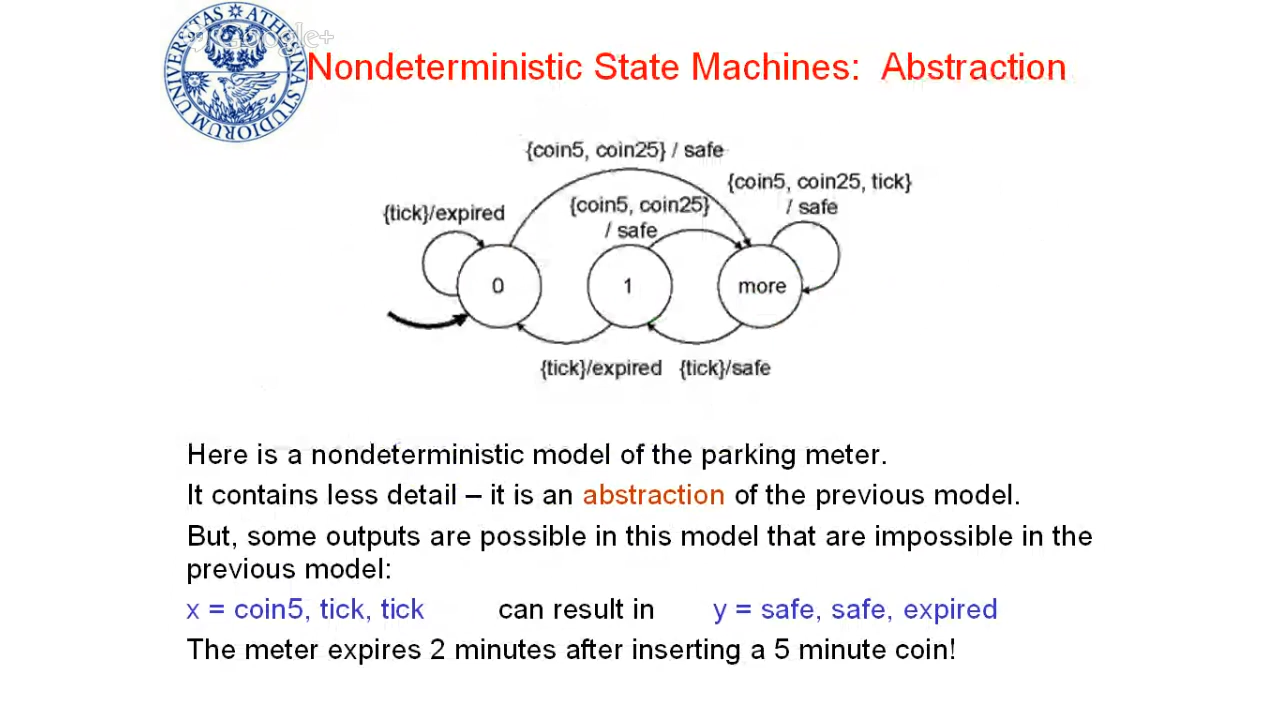 UNIVERSITAS ATHESINA STUDIORUM
Google+
Nondeterministic State Machines: Abstraction
{coin5, coin25} / safe
{coin5, coin25, tick}
/ safe
{tick}/expired
{coin5, coin25}
/ safe
0
1
more
{tick}/expired
{tick}/safe
Here is a nondeterministic model of the parking meter.
It contains less detail – it is an abstraction of the previous model.
But, some outputs are possible in this model that are impossible in the
previous model:
x = coin5, tick, tick can result in y = safe, safe, expired
The meter expires 2 minutes after inserting a 5 minute coin!